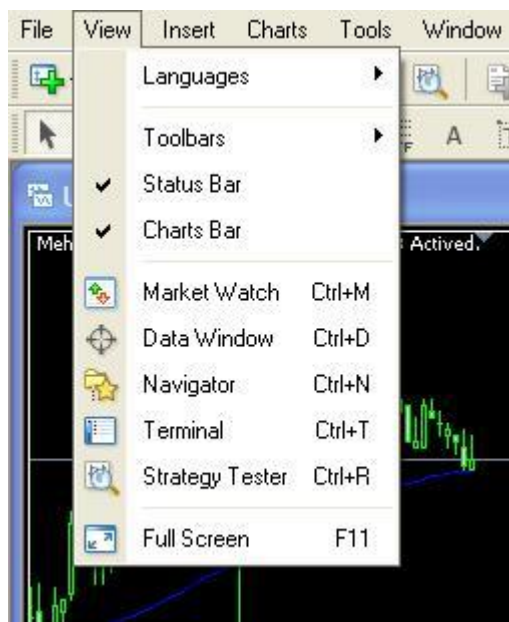 File View Insert Charts Tools Window
Languages
Toolbars
A
Status Bar
Charts Bar
Meh
Actived.
Market Watch Ctrl+M
Data Window Ctrl+D
Navigator Ctrl+N
Terminal Ctrl+T
Strategy Tester Ctrl+R
Full Screen F11